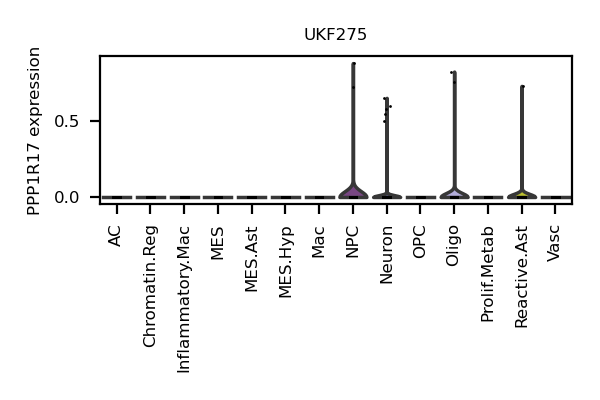 UKF275
PPP1R17 expression
0.5
0.0
AC
Chromatin.Reg
Inflammatory.Mac
MES
MES.Ast
MES.Hyp
Mac
NPC
Neuron
OPC
Oligo
Prolif.Metab
Reactive.Ast
Vasc